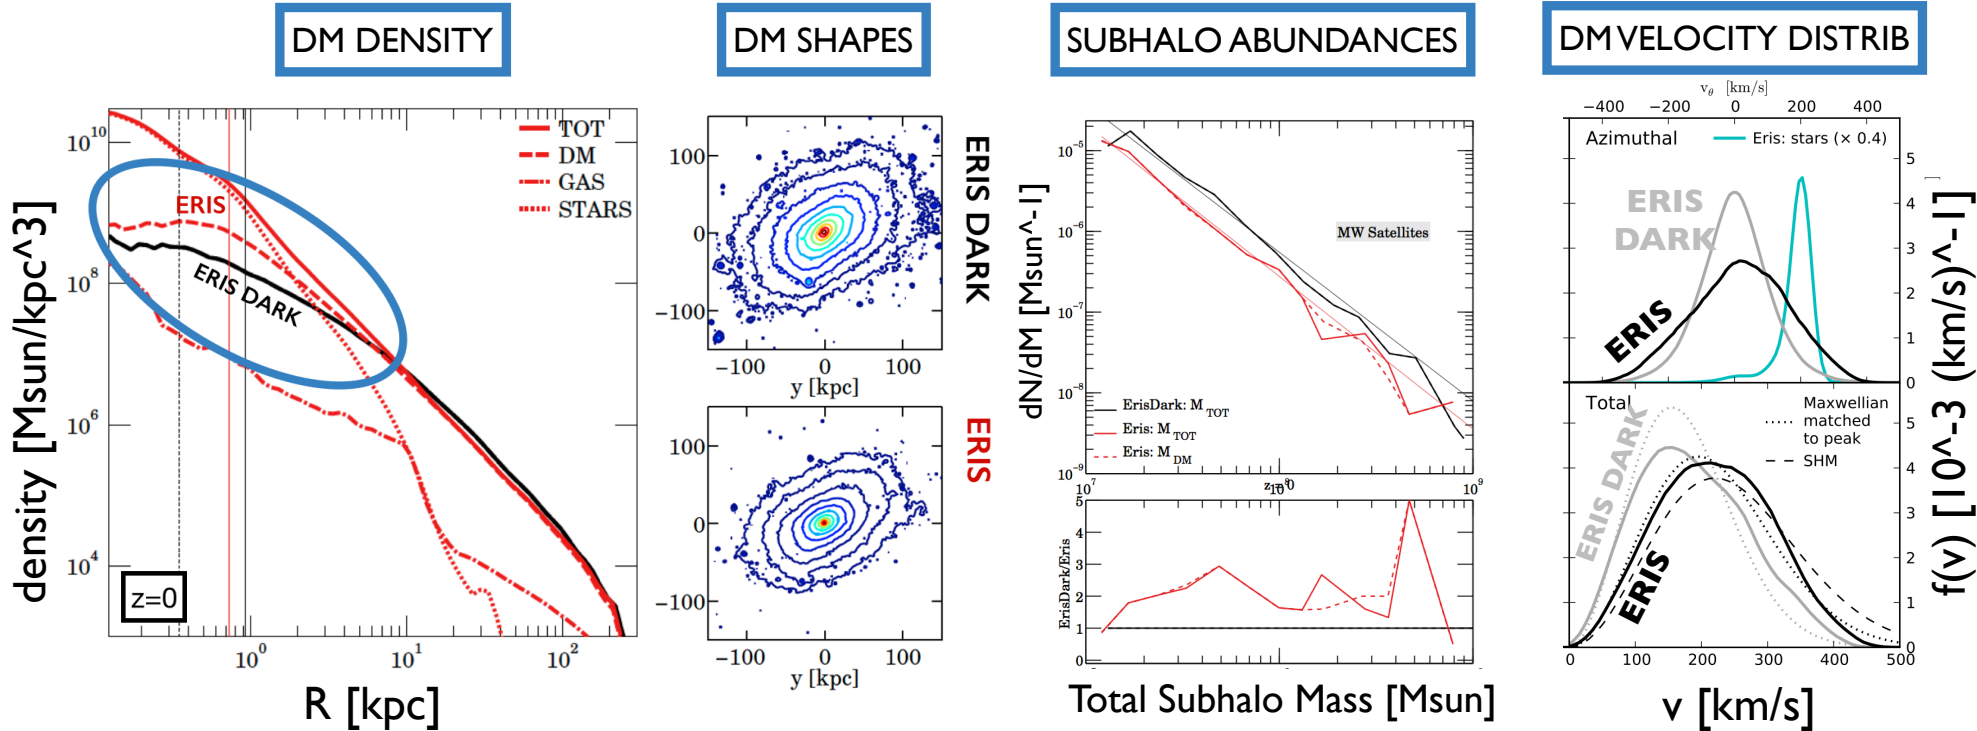 DM DENSITY
DM SHAPES
SUBHALO ABUNDANCES
DM VELOCITY DISTRIB
density [Msun/kpc^3]
10^10
10^8
10^6
10^4
TOT
DM
GAS
STARS
ERIS
ERIS DARK
z=0
10^0
10^1
10^2
R [kpc]
100
0
−100
−100
0
100
y [kpc]
ERIS DARK
100
0
−100
−100
0
100
y [kpc]
ERIS
dN/dM [Msun^-1]
10^-5
10^-6
10^-7
10^-8
10^-9
MW Satellites
ErisDark: M TOT
Eris: M TOT
Eris: M DM
10^7
10^8
10^9
z=0
ErisDark/Eris
5
4
3
2
1
0
Total Subhalo Mass [Msun]
vθ [km/s]
−400
−200
0
200
400
Azimuthal
Eris: stars (× 0.4)
ERIS
DARK
ERIS
5
4
3
2
1
0
Total
Maxwellian
matched
to peak
SHM
ERIS DARK
ERIS
5
4
3
2
1
0
0
100
200
300
400
500
v [km/s]
f(v) [10^-3 (km/s)^-1]